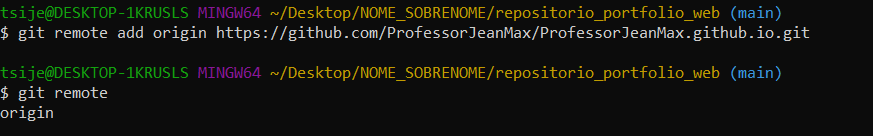 tsije@DESKTOP-1KRUSLS MINGW64 ~/Desktop/NOME_SOBRENOME/repositorio_portfolio_web (main)
$ git remote add origin https://github.com/ProfessorJeanMax/ProfessorJeanMax.github.io.git
tsije@DESKTOP-1KRUSLS MINGW64 ~/Desktop/NOME_SOBRENOME/repositorio_portfolio_web (main)
$ git remote
origin